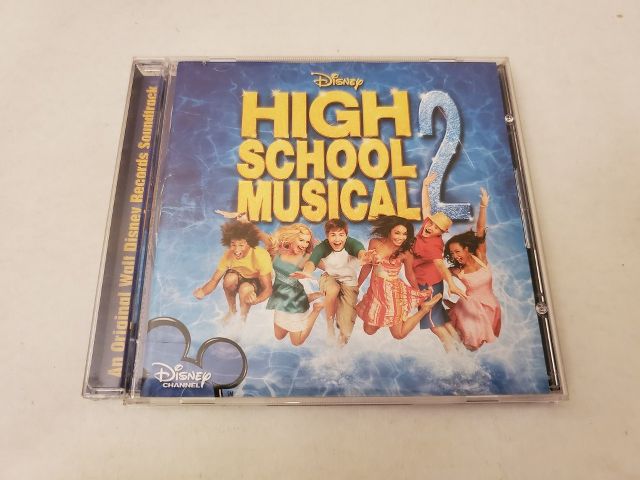 Disney
HIGH
SCHOOL
MUSICAL 2
An Original Walt Disney Records Soundtrack
Disney
CHANNEL